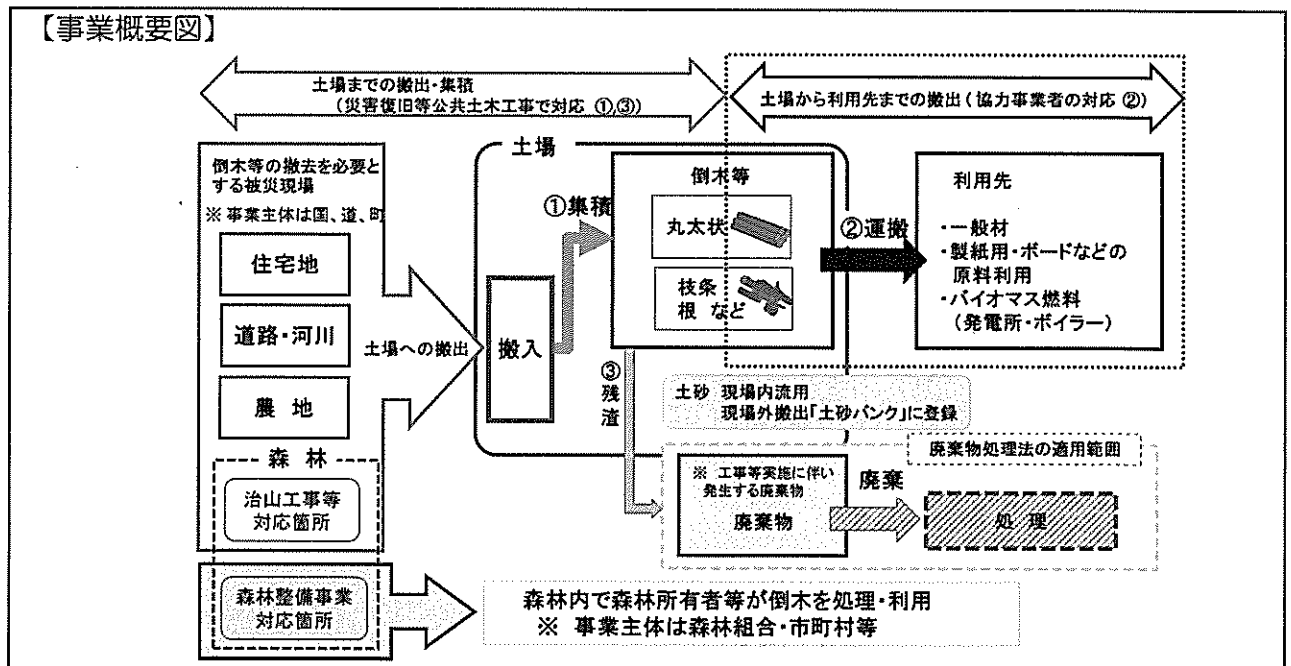 【事業概要図】
土場までの搬出・集積
(災害復旧等公共土木工事で対応 ①,③)
土場から利用先までの搬出(協力事業者の対応 ②)
倒木等の撤去を必要と
する被災現場
※ 事業主体は国、道、町
住宅地
道路・河川
農 地
森 林
治山工事等
対応箇所
森林整備事業
対応箇所
土場への搬出
土場
搬入
①集積
倒木等
丸太状
枝条
根 など
②運搬
利用先
・一般材
・製紙用・ボードなどの
原料利用
・バイオマス燃料
(発電所・ボイラー)
③
残
渣
土砂 現場内流用
現場外搬出「土砂バンク」に登録
廃棄物処理法の適用範囲
※ 工事等実施に伴い
発生する廃棄物
廃棄物
廃棄
処 理
森林内で森林所有者等が倒木を処理・利用
※ 事業主体は森林組合・市町村等